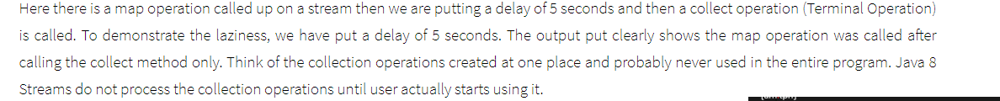 Here there is a map operation called up on a stream then we are putting a delay of 5 seconds and then a collect operation (Terminal Operation)
is called. To demonstrate the laziness, we have put a delay of 5 seconds. The output put clearly shows the map operation was called after
calling the collect method only. Think of the collection operations created at one place and probably never used in the entire program. Java 8
Streams do not process the collection operations until user actually starts using it.